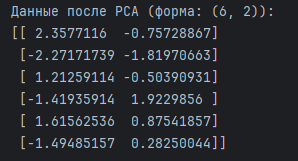 Данные после PCA (форма: (6, 2)):
[[ 2.3577116  -0.75728867]
 [-2.27171739 -1.81970663]
 [ 1.21259114 -0.50390931]
 [-1.41935914  1.9229856 ]
 [ 1.61562536  0.87541857]
 [-1.49485157  0.28250044]]